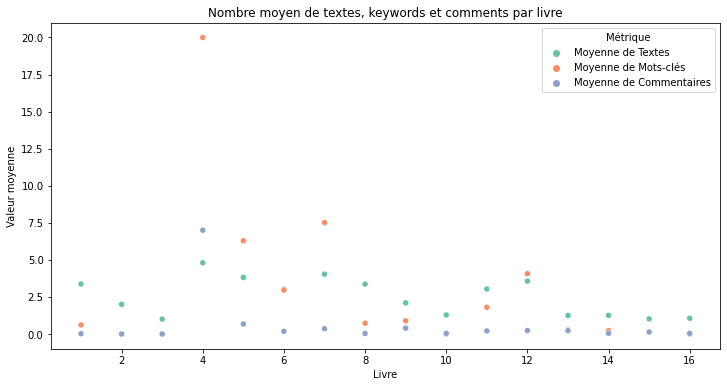 Nombre moyen de textes, keywords et comments par livre
Métrique
Moyenne de Textes
Moyenne de Mots-clés
Moyenne de Commentaires
Valeur moyenne
20.0
17.5
15.0
12.5
10.0
7.5
5.0
2.5
0.0
2 4 6 8 10 12 14 16
Livre